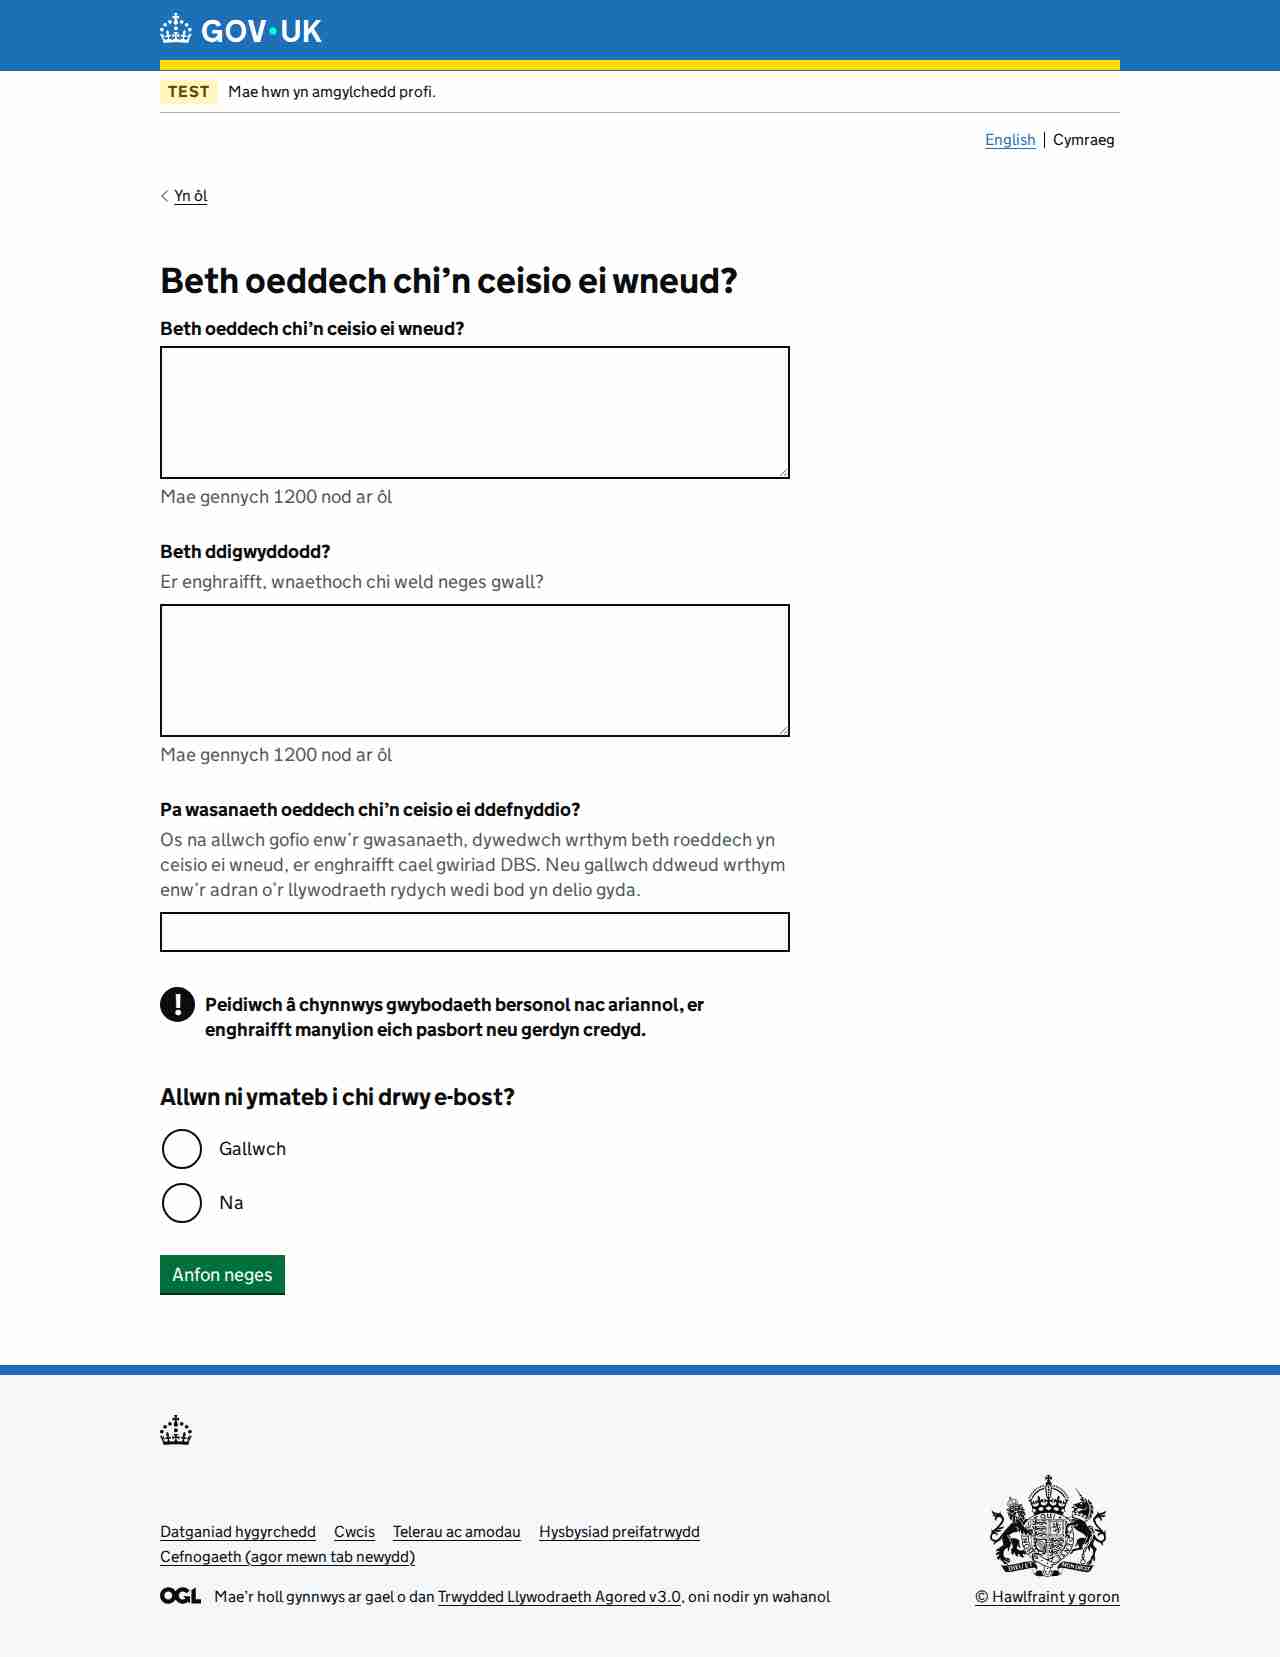 GOV·UK
TEST Mae hwn yn amgylchedd profi.
English Cymraeg
Yn ôl
Beth oeddech chi’n ceisio ei wneud?
Beth oeddech chi’n ceisio ei wneud?
Mae gennych 1200 nod ar ôl
Beth ddigwyddodd?
Er enghraifft, wnaethoch chi weld neges gwall?
Mae gennych 1200 nod ar ôl
Pa wasanaeth oeddech chi’n ceisio ei ddefnyddio?
Os na allwch gofio enw’r gwasanaeth, dywedwch wrthym beth roeddech yn
ceisio ei wneud, er enghraifft cael gwiriad DBS. Neu gallwch ddweud wrthym
enw’r adran o’r llywodraeth rydych wedi bod yn delio gyda.
! Peidiwch â chynnwys gwybodaeth bersonol nac ariannol, er
enghraifft manylion eich pasbort neu gerdyn credyd.
Allwn ni ymateb i chi drwy e-bost?
Gallwch
Na
Anfon neges
Datganiad hygyrchedd Cwcis Telerau ac amodau Hysbysiad preifatrwydd
Cefnogaeth (agor mewn tab newydd)
OGL Mae’r holl gynnwys ar gael o dan Trwydded Llywodraeth Agored v3.0, oni nodir yn wahanol
© Hawlfraint y goron